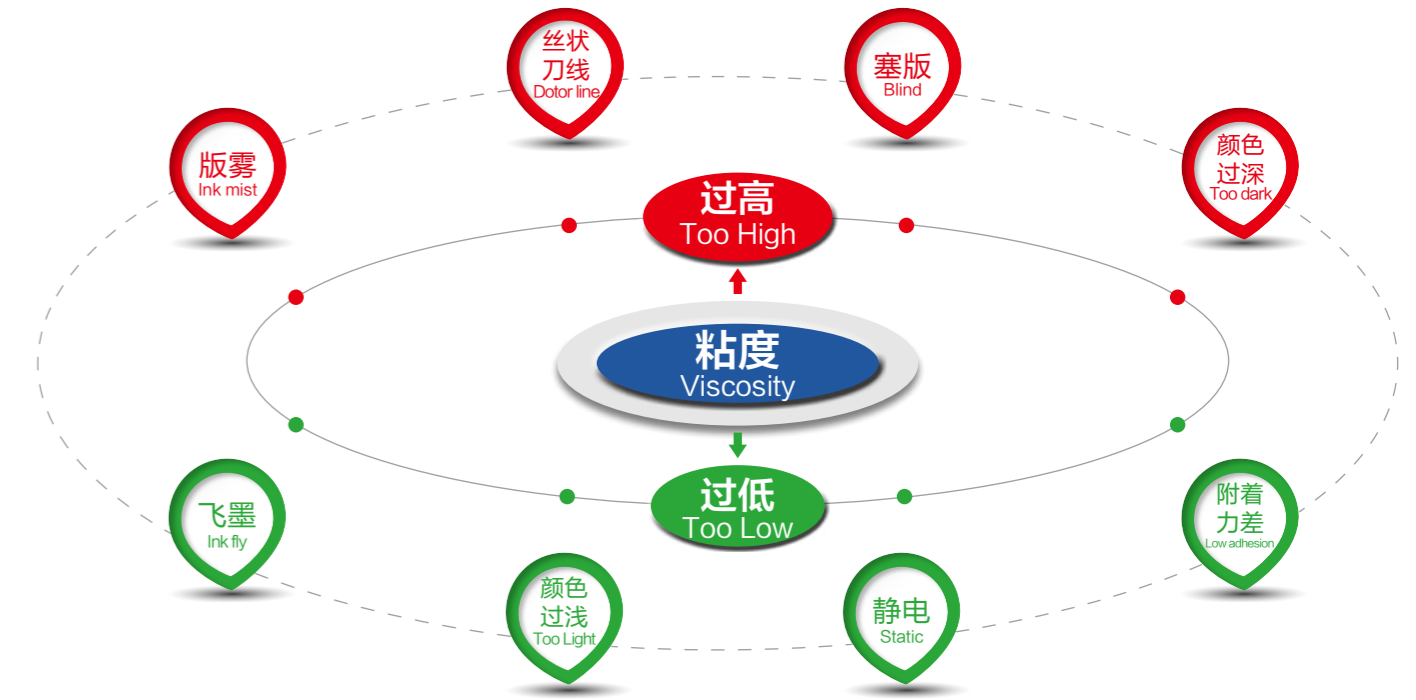 丝状
刀线
Dotor line
塞版
Blind
版雾
Ink mist
颜色
过深
Too dark
过高
Too High
粘度
Viscosity
过低
Too Low
飞墨
Ink fly
附着
力差
Low adhesion
颜色
过浅
Too Light
静电
Static